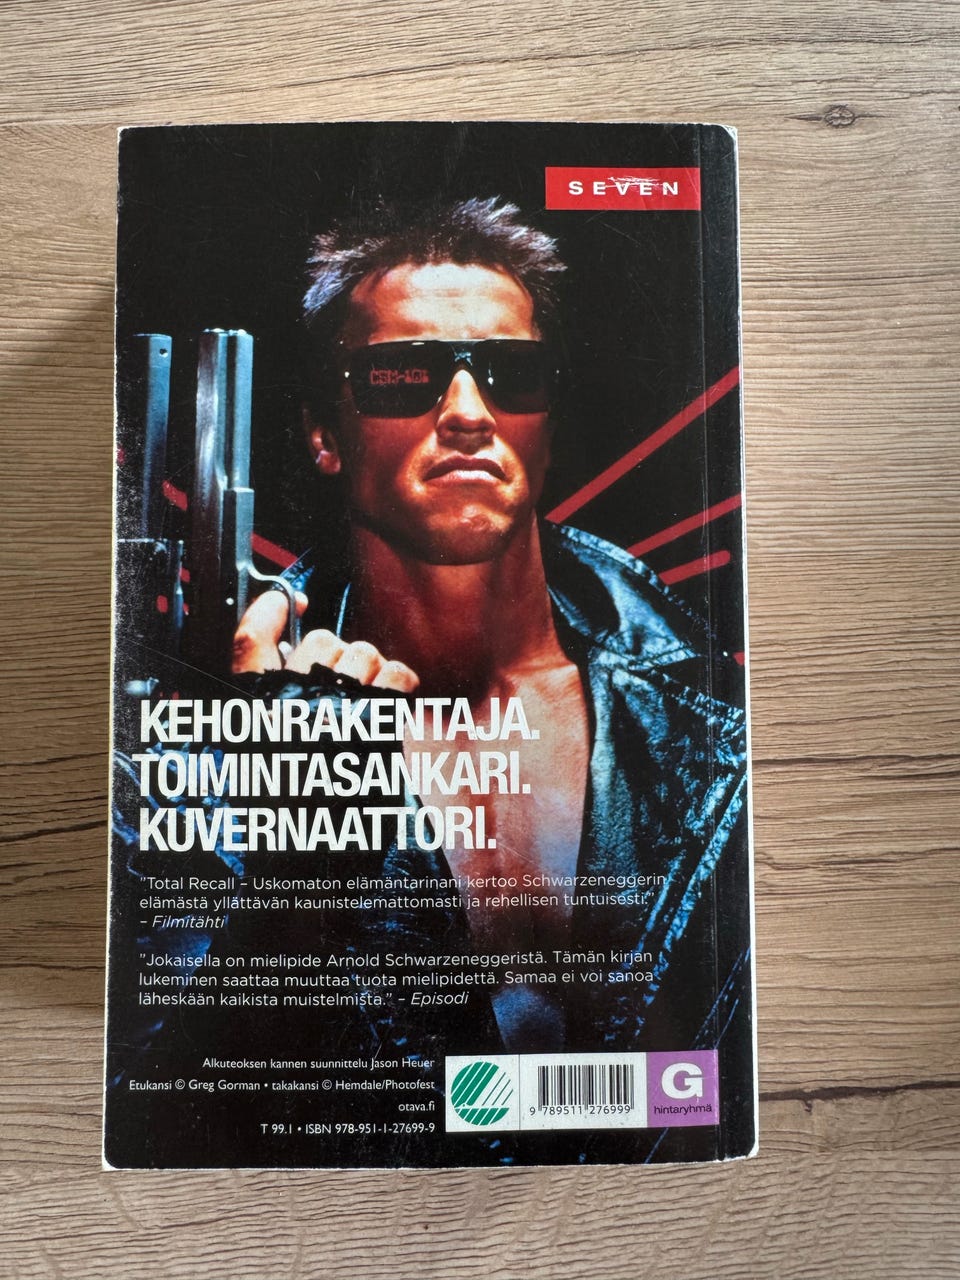 SEVEN
CSM-101
KEHONRAKENTAJA.
TOIMINTASANKARI.
KUVERNAATTORI.
"Total Recall – Uskomaton elämäntarinani kertoo Schwarzeneggerin
elämästä yllättävän kaunistelemattomasti ja rehellisen tuntuisesti."
– Filmitähti
"Jokaisella on mielipide Arnold Schwarzeneggeristä. Tämän kirjan
lukeminen saattaa muuttaa tuota mielipidettä. Samaa ei voi sanoa
läheskään kaikista muistelmista." – Episodi
Alkuteoksen kannen suunnittelu Jason Heuer
Etukansi © Greg Gorman • takakansi © Hemdale/Photofest
otava.fi
T 99.1 • ISBN 978-951-1-27699-9
9 789511 276999
G
hintaryhmä